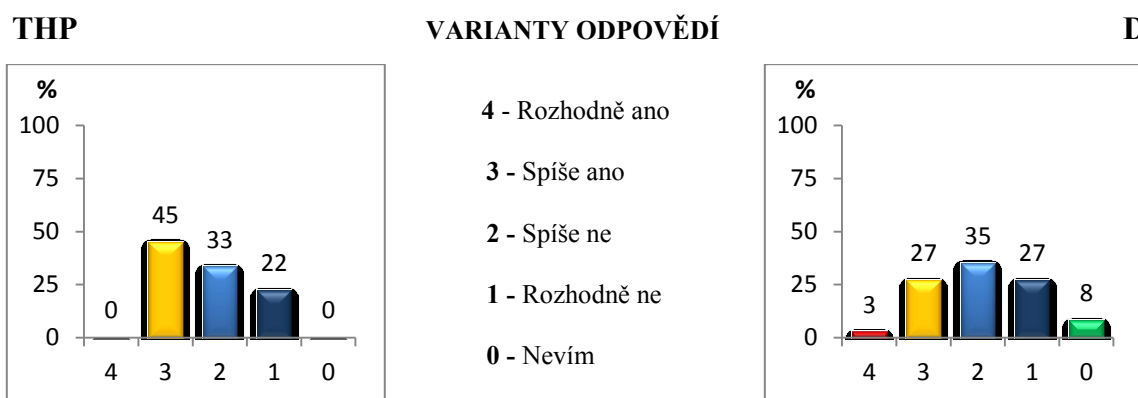 THP
VARIANTY ODPOVĚDÍ
D
%
100
75
50
25
0
0
45
33
22
0
4 3 2 1 0
4 - Rozhodně ano
3 - Spíše ano
2 - Spíše ne
1 - Rozhodně ne
0 - Nevím
%
100
75
50
25
0
3
27
35
27
8
4 3 2 1 0